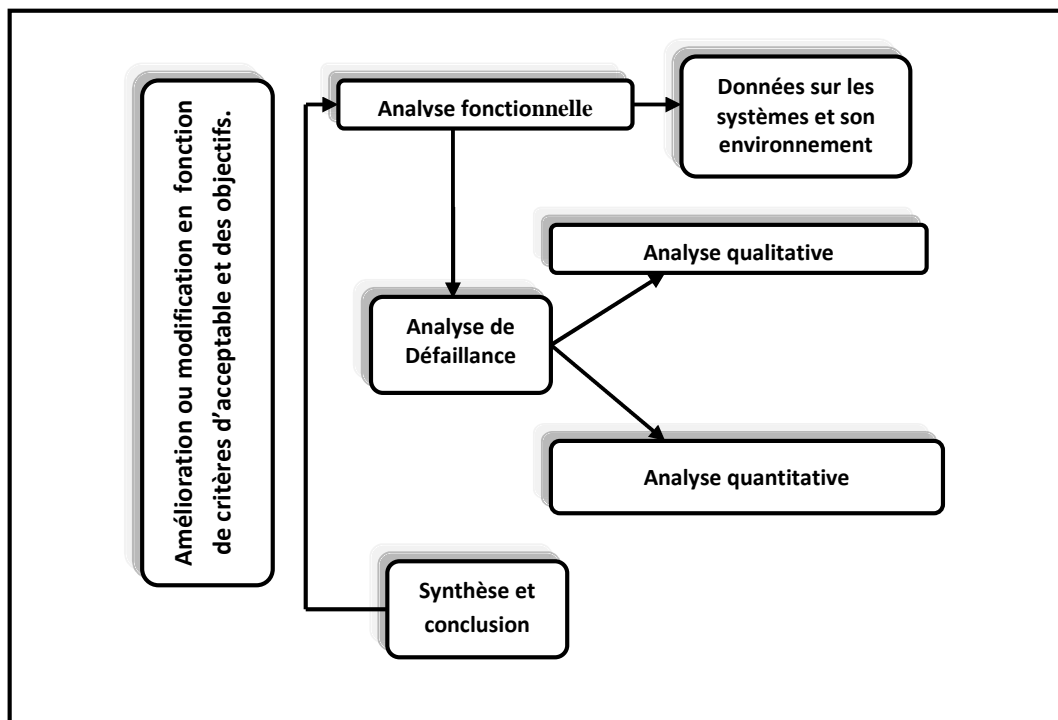 Amélioration ou modification en fonction
de critères d'acceptable et des objectifs.
Analyse fonctionnelle
Données sur les
systèmes et son
environnement
Analyse qualitative
Analyse de
Défaillance
Analyse quantitative
Synthèse et
conclusion